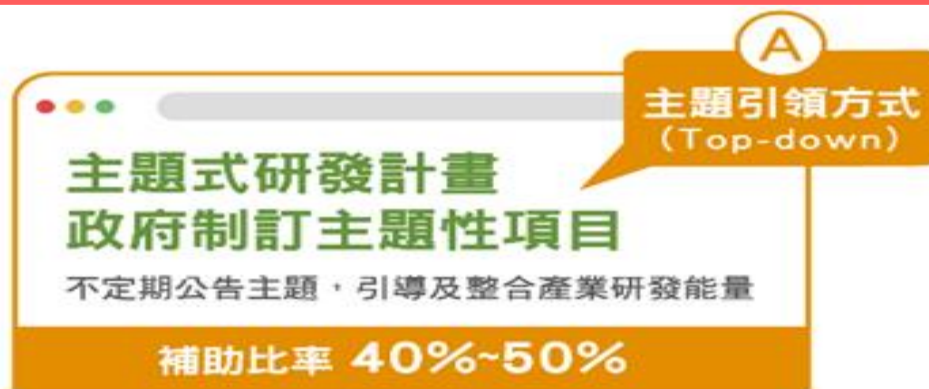 A
主題引領方式
(Top-down)
主題式研發計畫
政府制訂主題性項目
不定期公告主題，引導及整合產業研發能量
補助比率 40%~50%